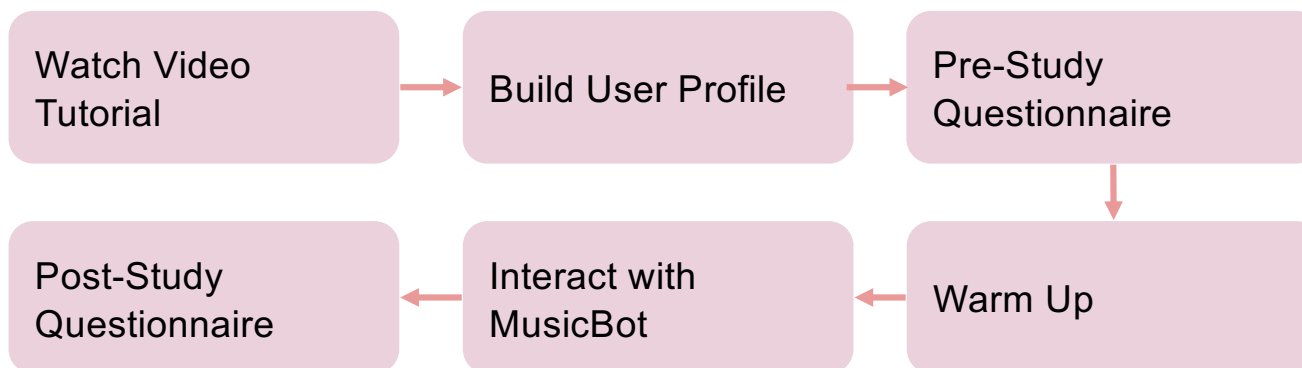 Watch Video
Tutorial
Build User Profile
Pre-Study
Questionnaire
Warm Up
Interact with
MusicBot
Post-Study
Questionnaire